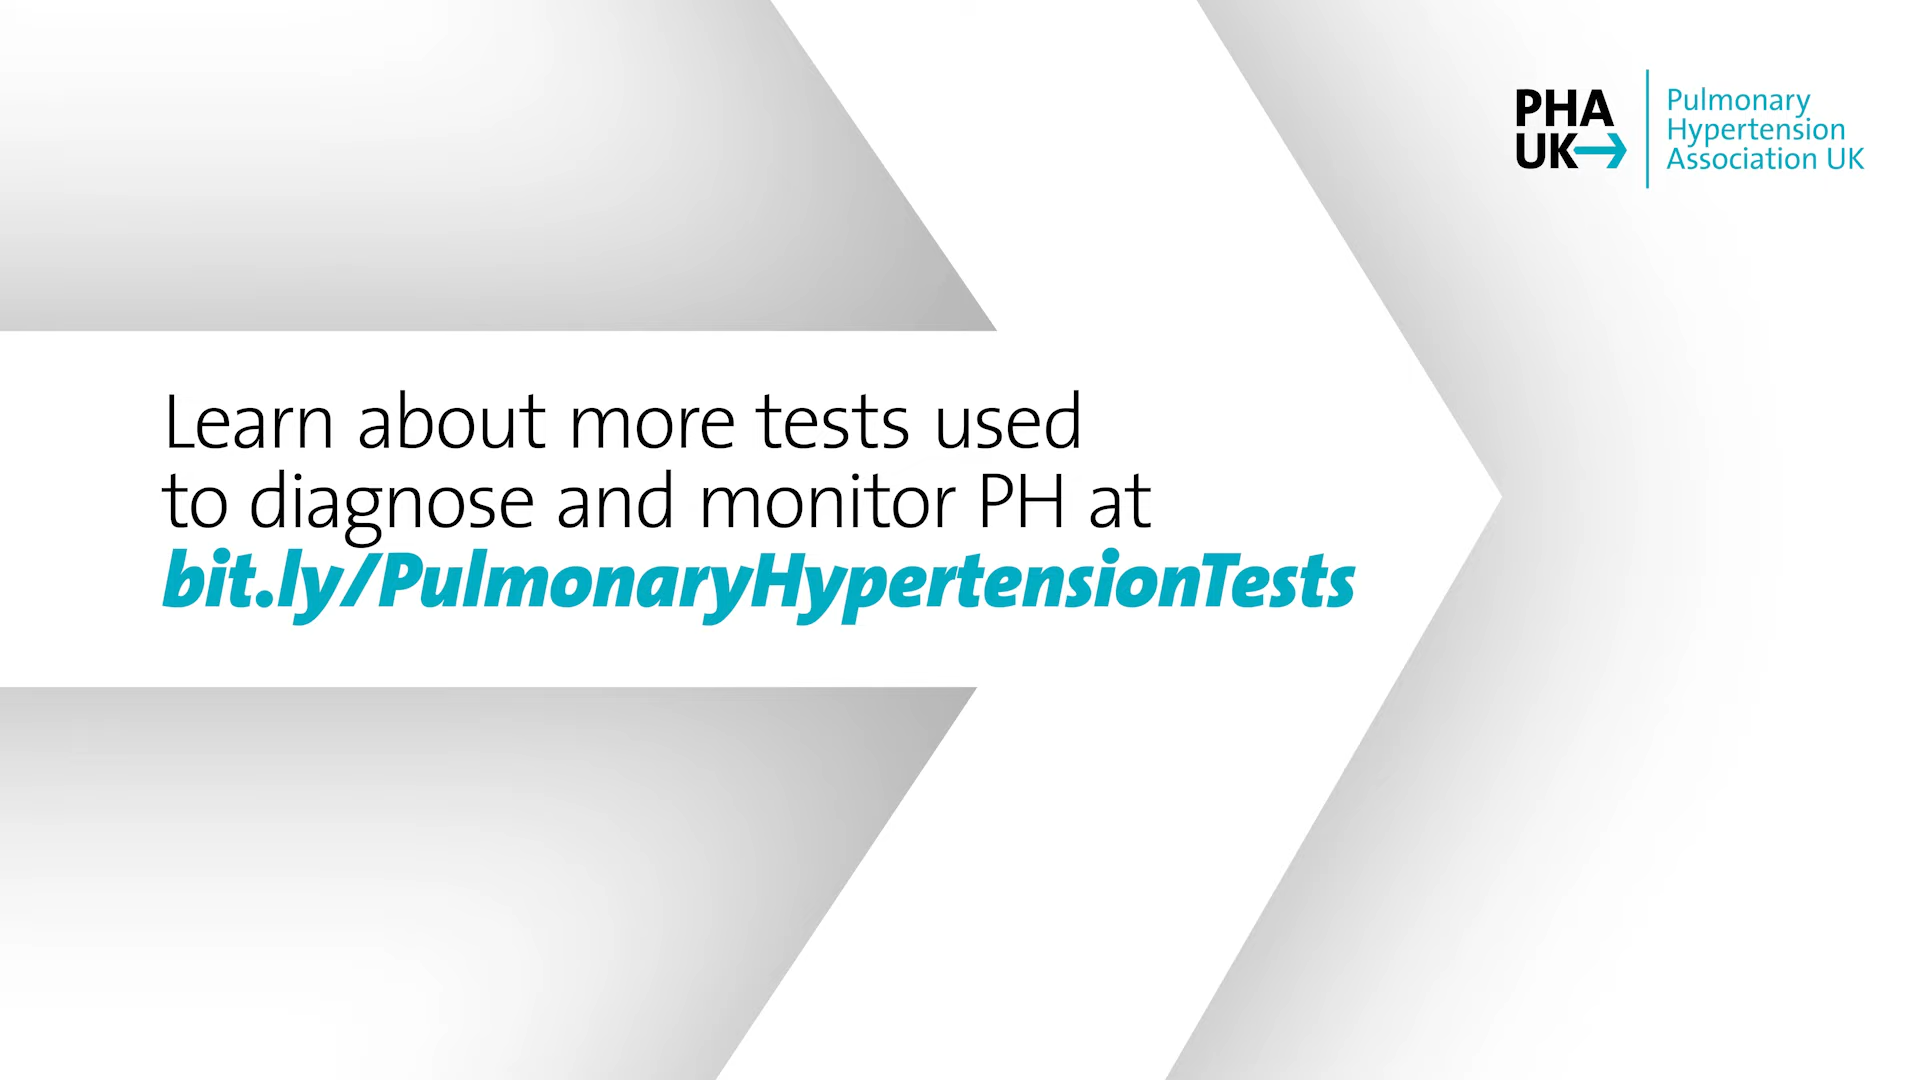 PHA
UK
Pulmonary
Hypertension
Association UK
Learn about more tests used
to diagnose and monitor PH at
bit.ly/PulmonaryHypertensionTests